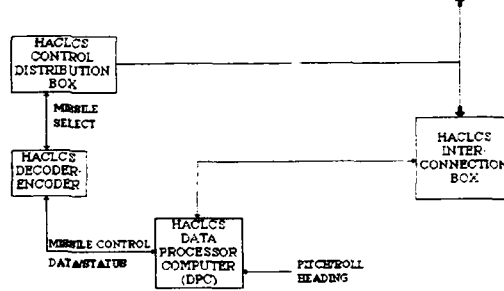 HACLCS
CONTROL
DISTRIBUTION
BOX
MISSILE
SELECT
HACLCS
DECODER-
ENCODER
HACLCS
INTER-
CONNECTION
BOX
MISSILE CONTROL
DATA/STATUS
HACLCS
DATA
PROCESSOR
COMPUTER
(DPC)
PITCH/ROLL
HEADING